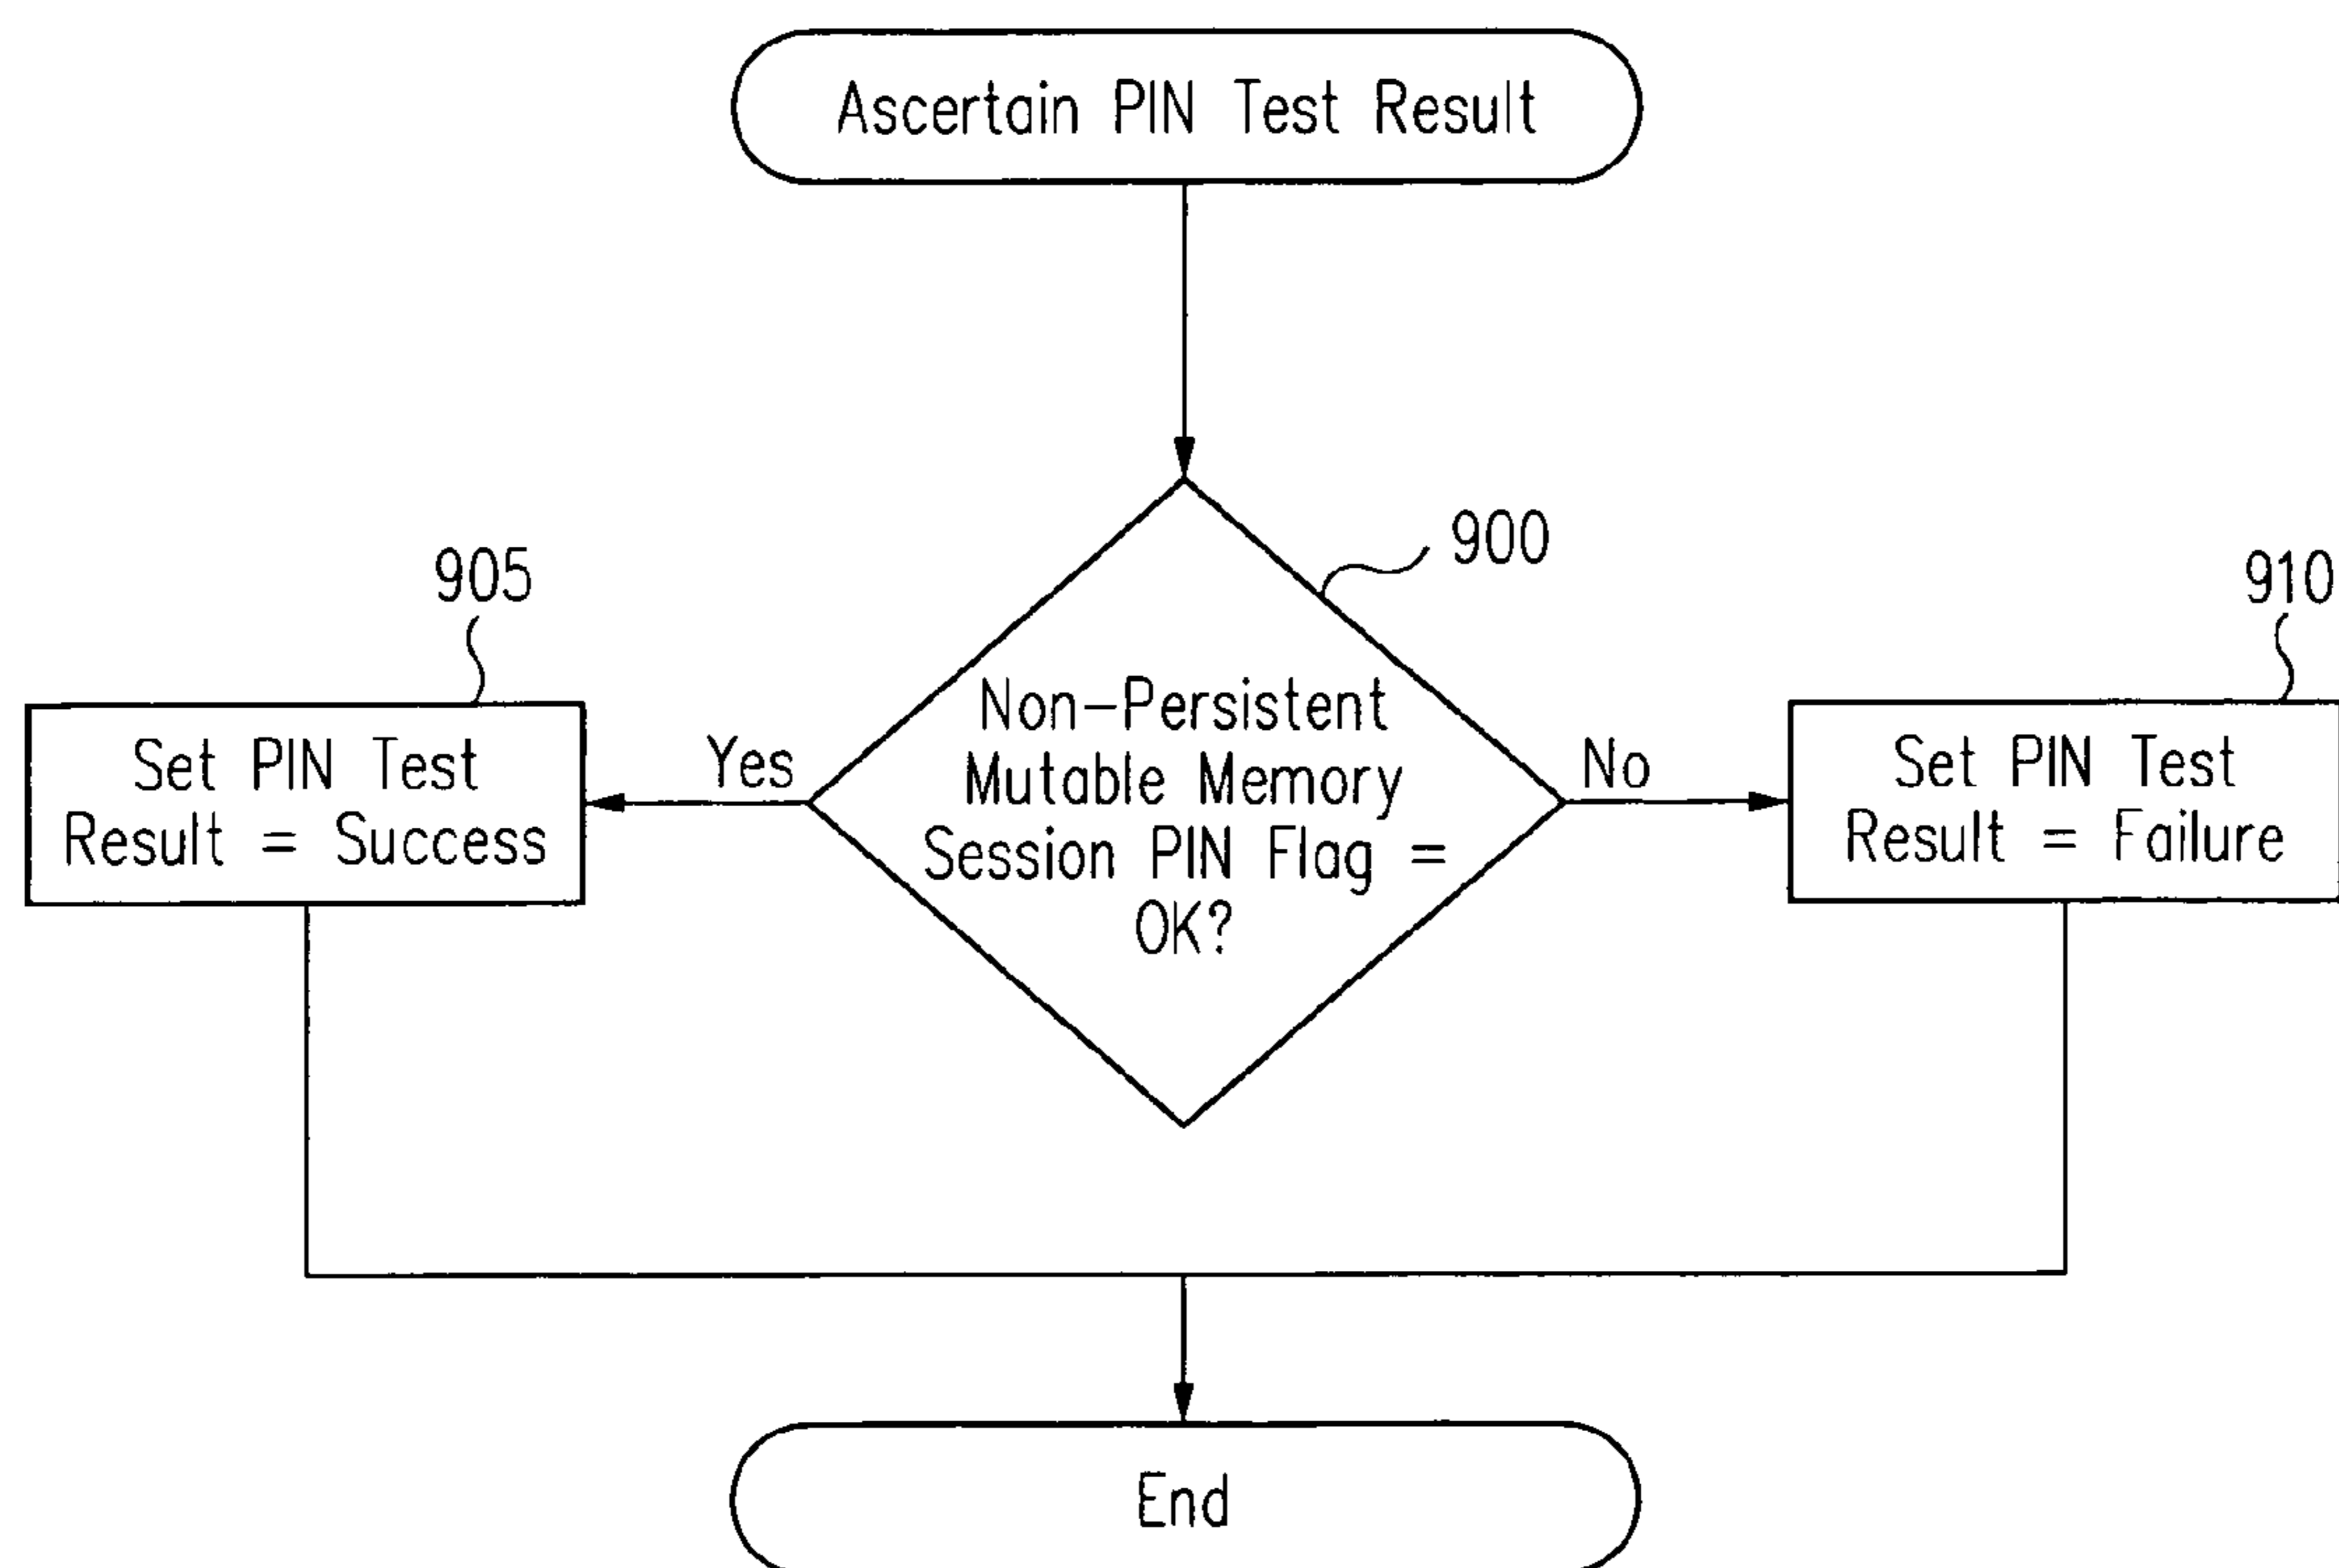 Ascertain PIN Test Result
900
905
910
Non-Persistent
Mutable Memory
Session PIN Flag =
OK?
Yes
No
Set PIN Test
Result = Success
Set PIN Test
Result = Failure
End